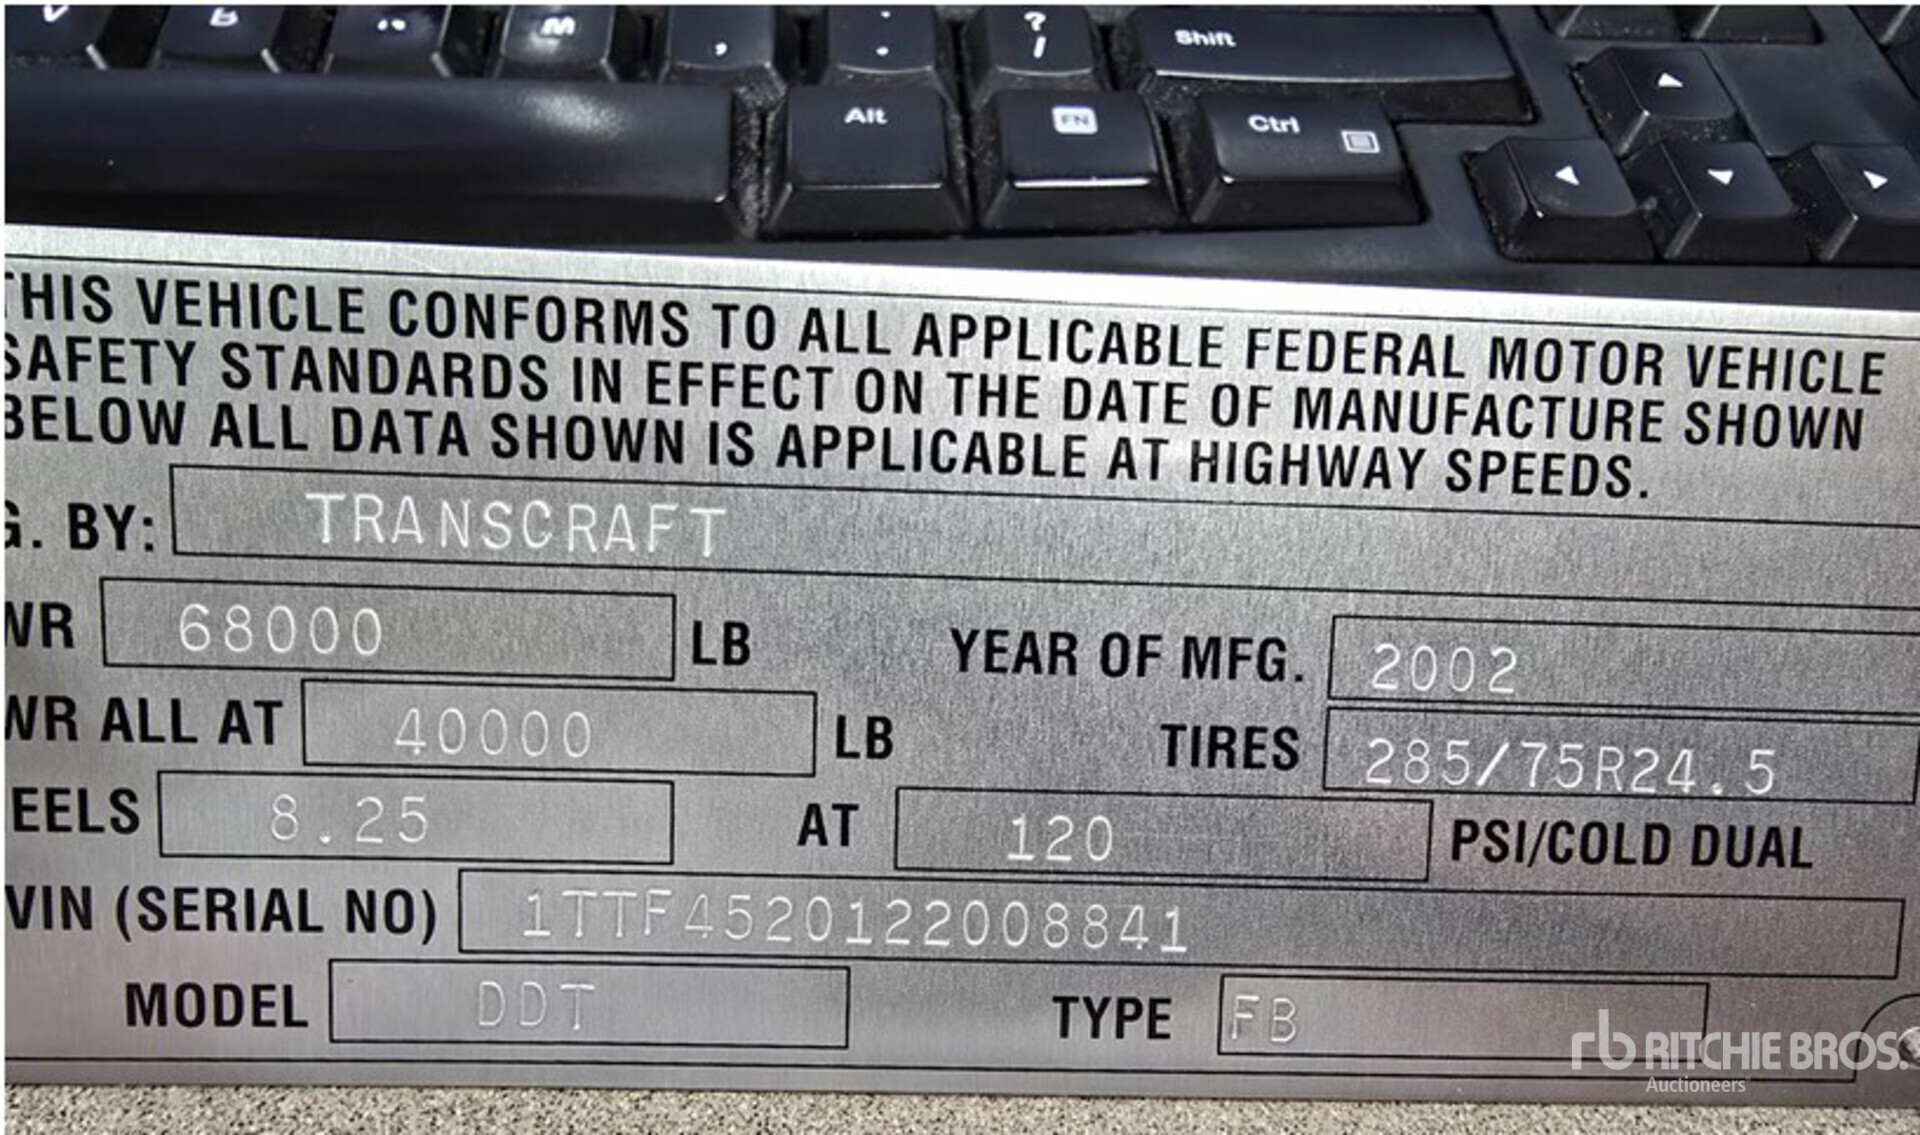 B M , : ? /
Shift
Alt FN Ctrl
THIS VEHICLE CONFORMS TO ALL APPLICABLE FEDERAL MOTOR VEHICLE
SAFETY STANDARDS IN EFFECT ON THE DATE OF MANUFACTURE SHOWN
BELOW ALL DATA SHOWN IS APPLICABLE AT HIGHWAY SPEEDS.
G. BY: TRANSCRAFT
WR 68000 LB YEAR OF MFG. 2002
WR ALL AT 40000 LB TIRES 285/75R24.5
EELS 8.25 AT 120 PSI/COLD DUAL
VIN (SERIAL NO) 1TTF4520122008841
MODEL DDT TYPE FB
rb RITCHIE BROS.
Auctioneers